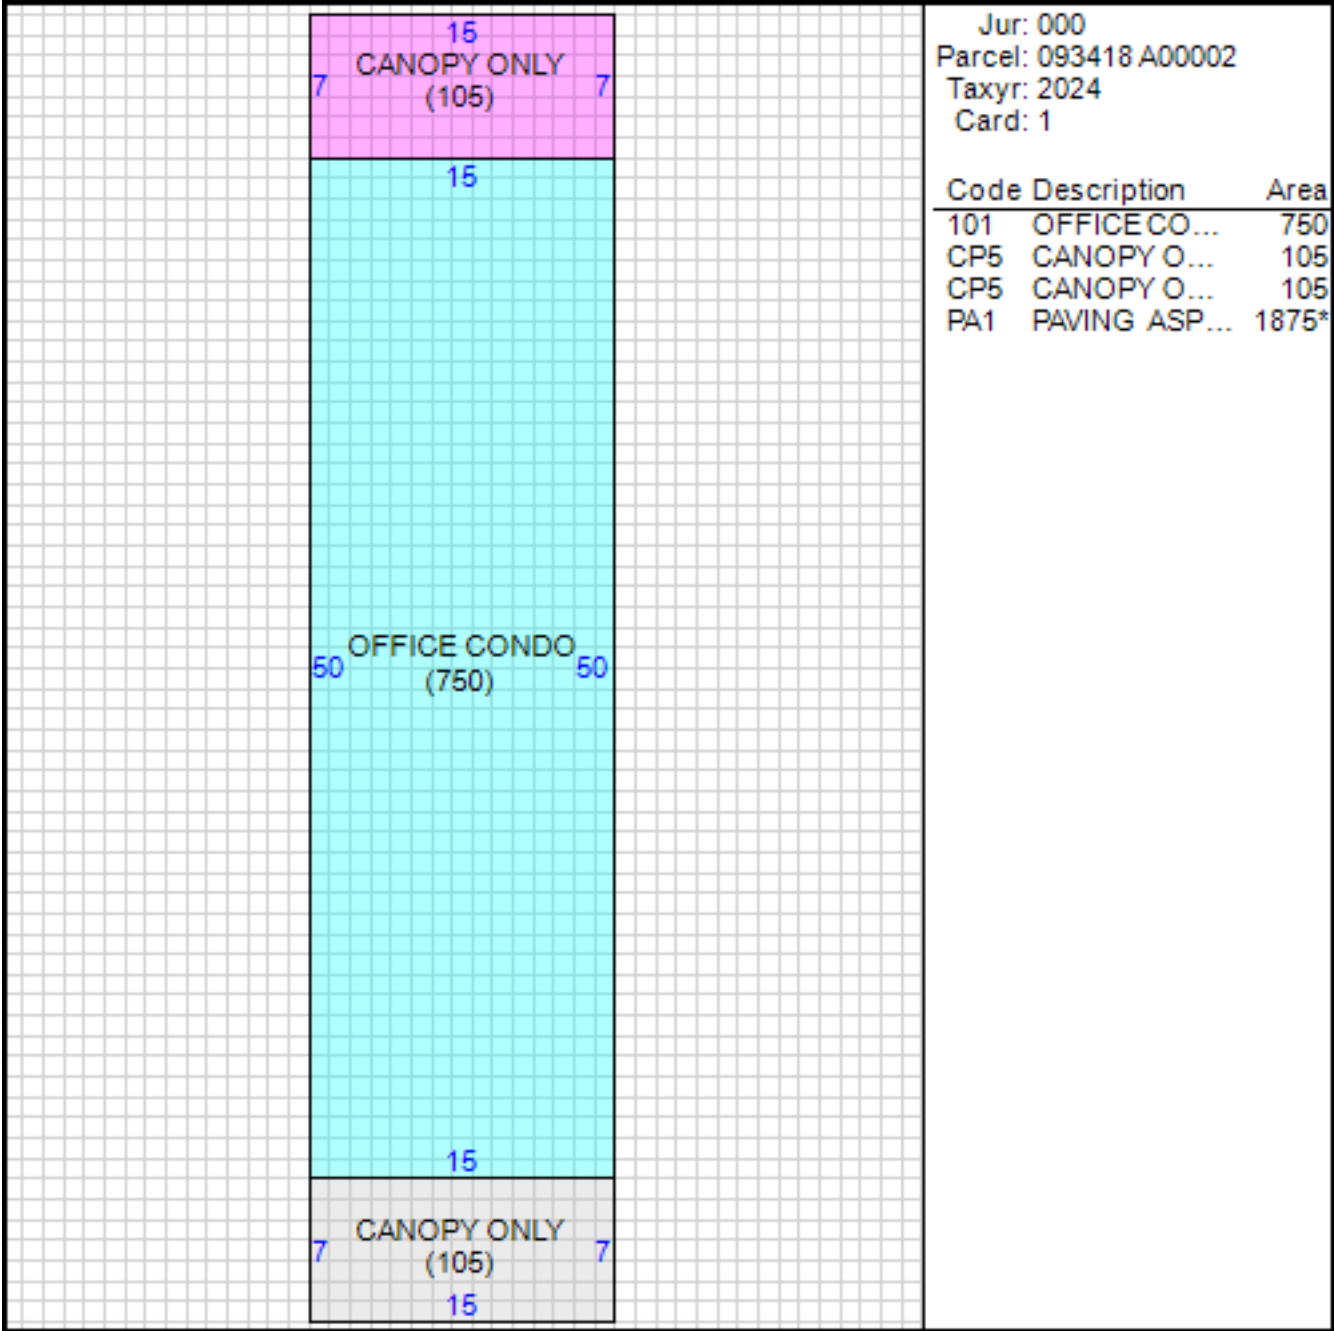 15
CANOPY ONLY
7 (105) 7
15
OFFICE CONDO
50 (750) 50
15
CANOPY ONLY
7 (105) 7
15
Jur: 000
Parcel: 093418 A00002
Taxyr: 2024
Card: 1
Code Description Area
101 OFFICE CO... 750
CP5 CANOPY O... 105
CP5 CANOPY O... 105
PA1 PAVING ASP... 1875*